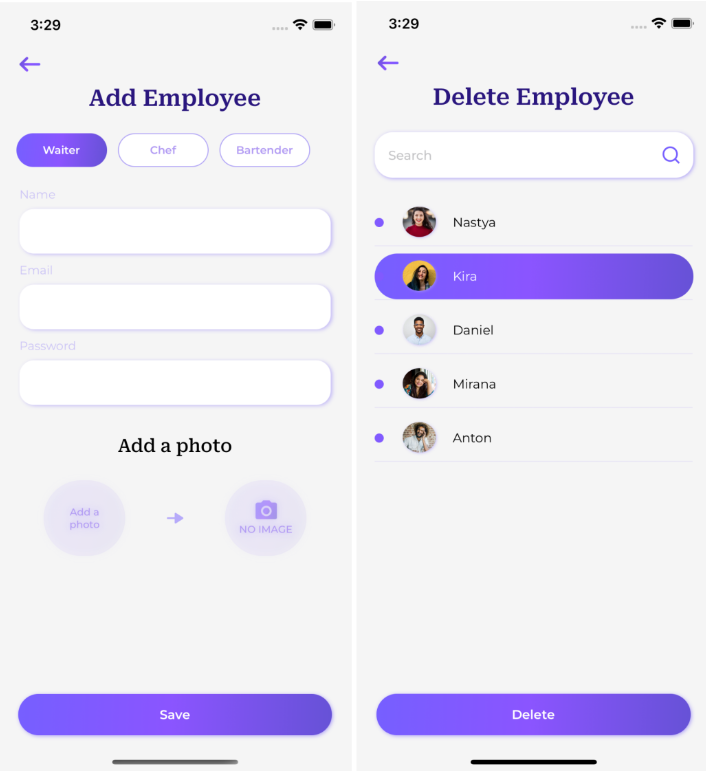 3:29
Add Employee
Waiter Chef Bartender
Name
Email
Password
Add a photo
Add a
photo
NO IMAGE
Save
3:29
Delete Employee
Search
Nastya
Kira
Daniel
Mirana
Anton
Delete